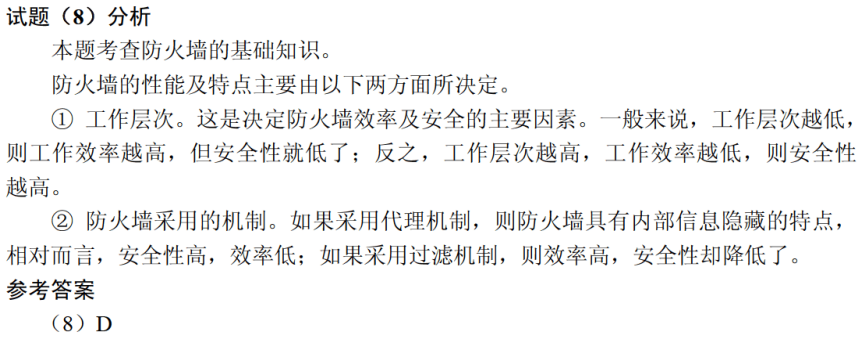 试题（8）分析
本题考查防火墙的基础知识。
防火墙的性能及特点主要由以下两方面所决定。
① 工作层次。这是决定防火墙效率及安全的主要因素。一般来说，工作层次越低，
则工作效率越高，但安全性就低了；反之，工作层次越高，工作效率越低，则安全性
越高。
② 防火墙采用的机制。如果采用代理机制，则防火墙具有内部信息隐藏的特点，
相对而言，安全性高，效率低；如果采用过滤机制，则效率高，安全性却降低了。
参考答案
（8）D